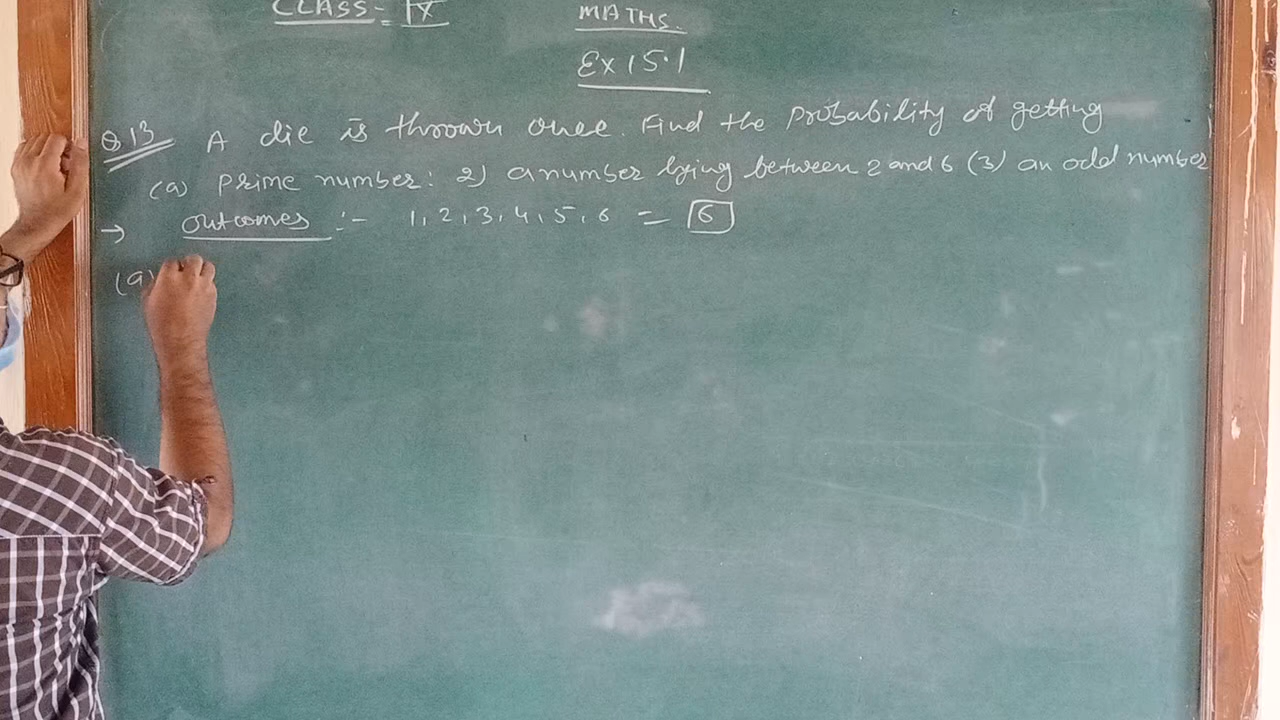 CLASS- IX
MATHS.
Ex 15.1
Q.13 A die is thrown once. Find the probability of getting
(a) prime number: 2) a number lying between 2 and 6 (3) an odd number
→ outcomes :- 1, 2, 3, 4, 5, 6 = 6
(a)